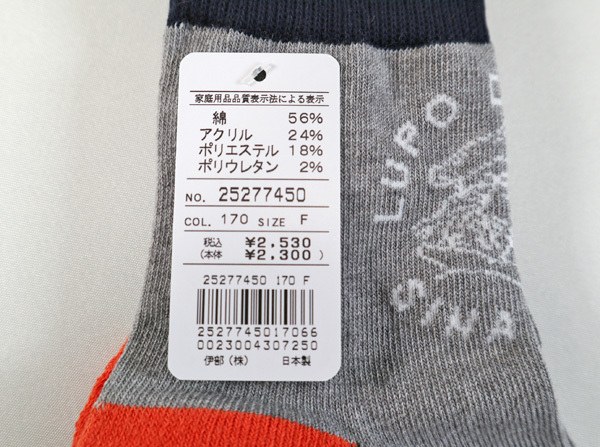 家庭用品品質表示法による表示
綿 56%
アクリル 24%
ポリエステル 18%
ポリウレタン 2%
NO. 25277450
COL. 170 SIZE F
税込 ¥2,530
(本体 ¥2,300)
25277450 170 F
2527745017066
0023004307250
伊部(株) 日本製
LUPO
SINA